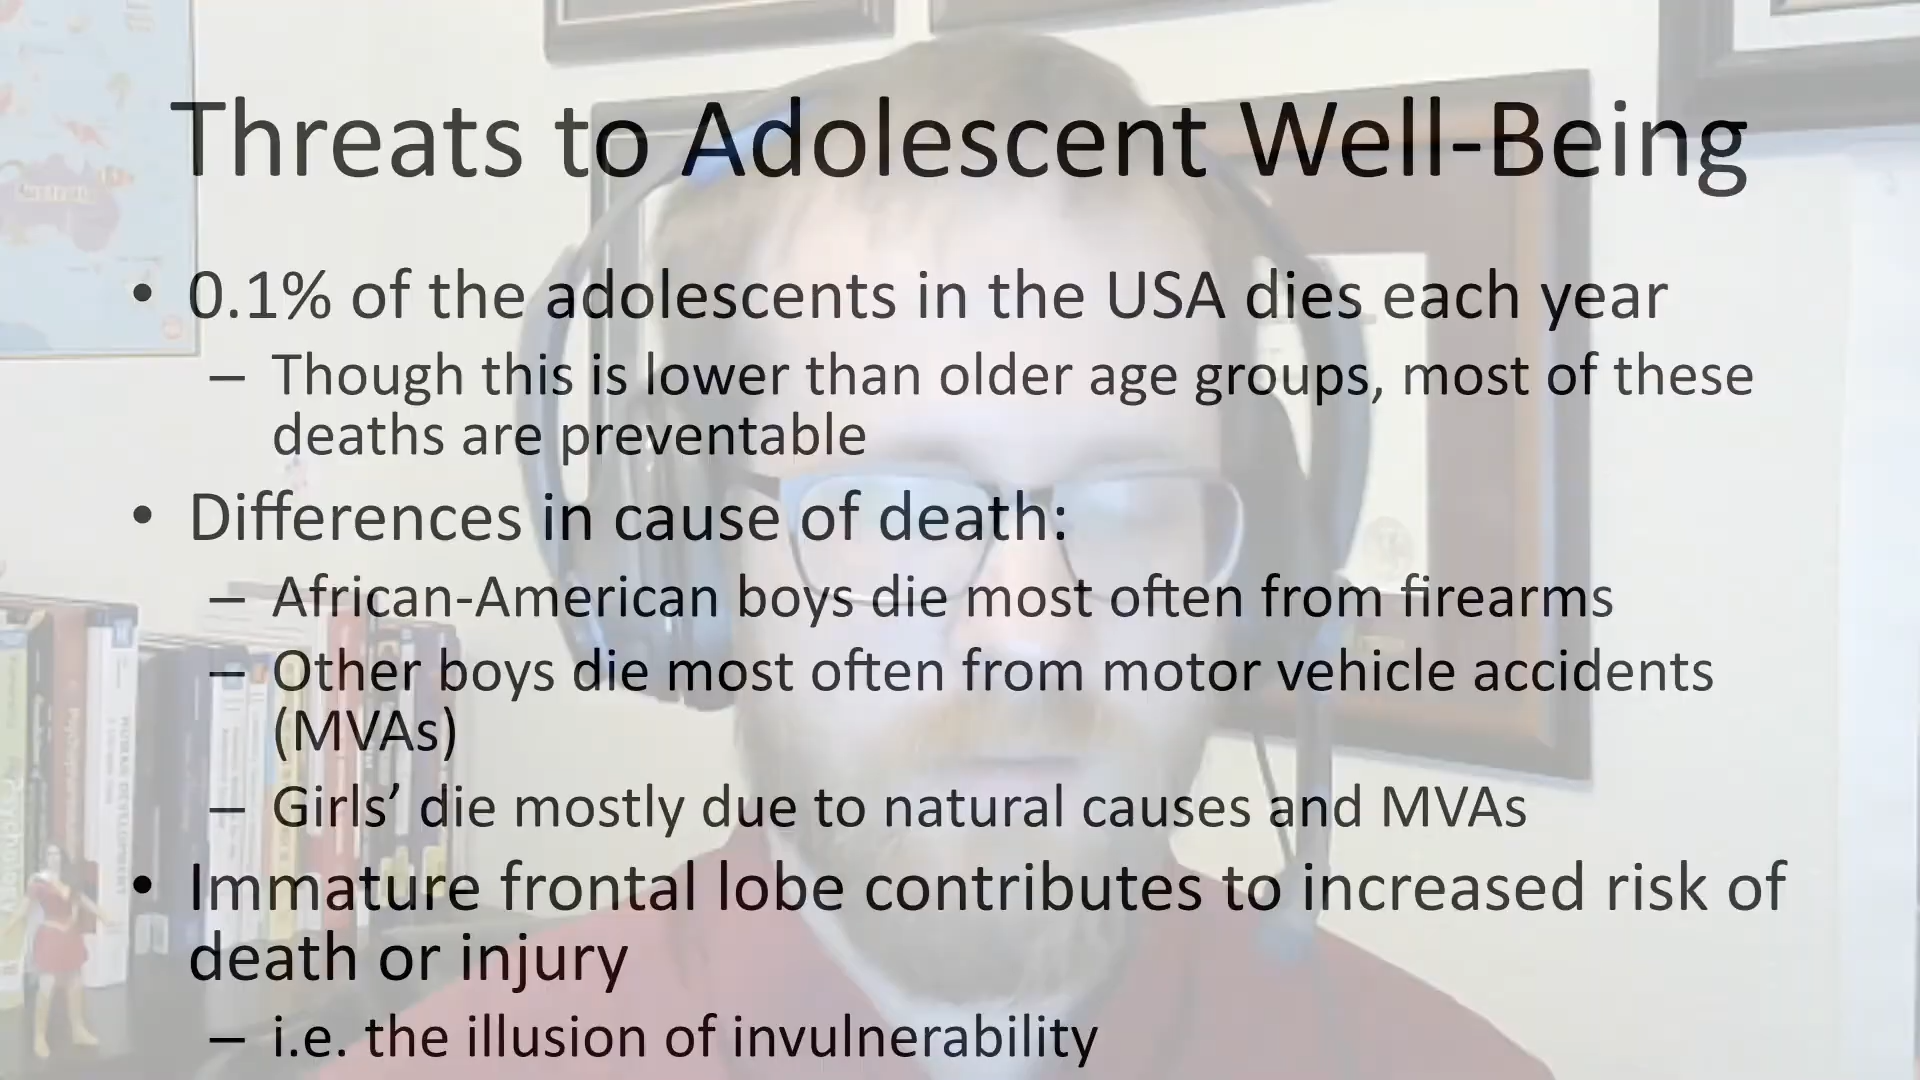 Threats to Adolescent Well-Being
• 0.1% of the adolescents in the USA dies each year
– Though this is lower than older age groups, most of these
deaths are preventable
• Differences in cause of death:
– African-American boys die most often from firearms
– Other boys die most often from motor vehicle accidents
(MVAs)
– Girls’ die mostly due to natural causes and MVAs
• Immature frontal lobe contributes to increased risk of
death or injury
– i.e. the illusion of invulnerability